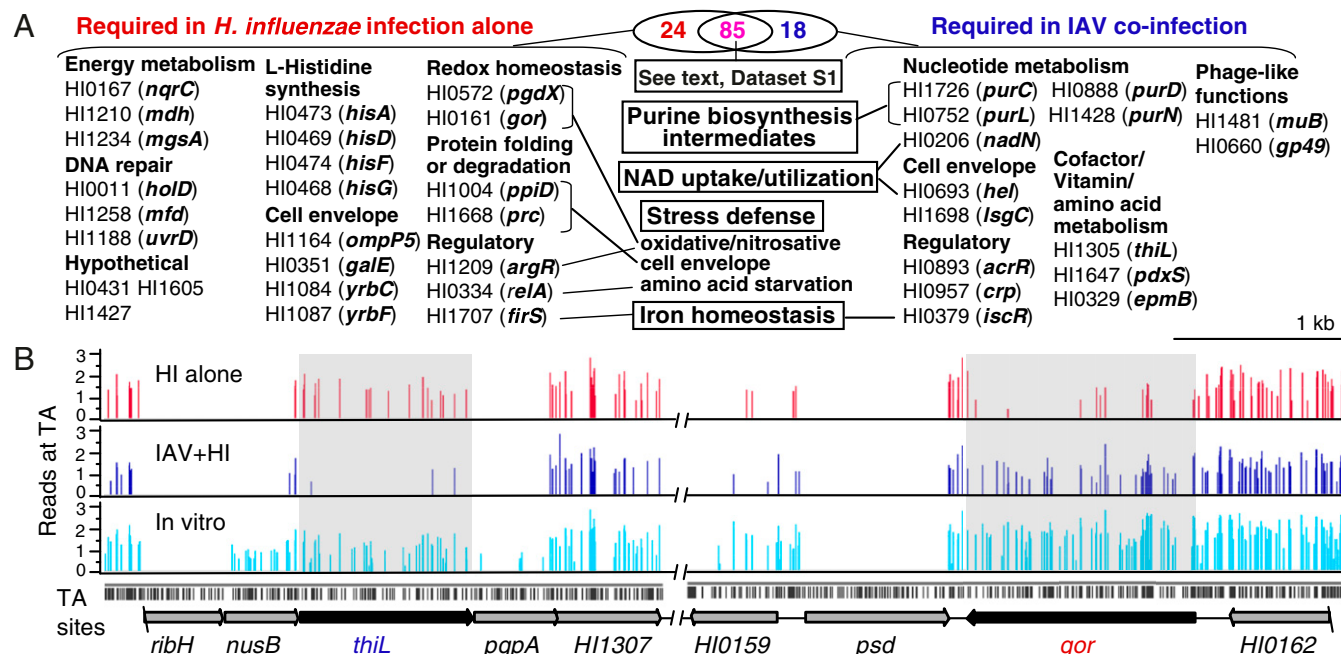 A
Required in H. influenzae infection alone
24 85 18
Required in IAV co-infection
See text, Dataset S1
Energy metabolism
HI0167 (nqrC)
HI1210 (mdh)
HI1234 (mgsA)
DNA repair
HI0011 (holD)
HI1258 (mfd)
HI1188 (uvrD)
Hypothetical
HI0431 HI1605
HI1427
L-Histidine
synthesis
HI0473 (hisA)
HI0469 (hisD)
HI0474 (hisF)
HI0468 (hisG)
Cell envelope
HI1164 (ompP5)
HI0351 (galE)
HI1084 (yrbC)
HI1087 (yrbF)
Redox homeostasis
HI0572 (pgdX)
HI0161 (gor)
Protein folding
or degradation
HI1004 (ppiD)
HI1668 (prc)
Regulatory
HI1209 (argR)
HI0334 (relA)
HI1707 (firS)
Purine biosynthesis
intermediates
NAD uptake/utilization
Stress defense
oxidative/nitrosative
cell envelope
amino acid starvation
Iron homeostasis
Nucleotide metabolism
HI1726 (purC) HI0888 (purD)
HI0752 (purL) HI1428 (purN)
HI0206 (nadN)
Cell envelope
HI0693 (hel)
HI1698 (lsgC)
Regulatory
HI0893 (acrR)
HI0957 (crp)
HI0379 (iscR)
Cofactor/
Vitamin/
amino acid
metabolism
HI1305 (thiL)
HI1647 (pdxS)
HI0329 (epmB)
Phage-like
functions
HI1481 (muB)
HI0660 (gp49)
1 kb
B
Reads at TA
3
2
1
0
HI alone
3
2
1
0
IAV+HI
3
2
1
0
In vitro
TA
sites
ribH nusB thiL pgpA HI1307 HI0159 psd gor HI0162